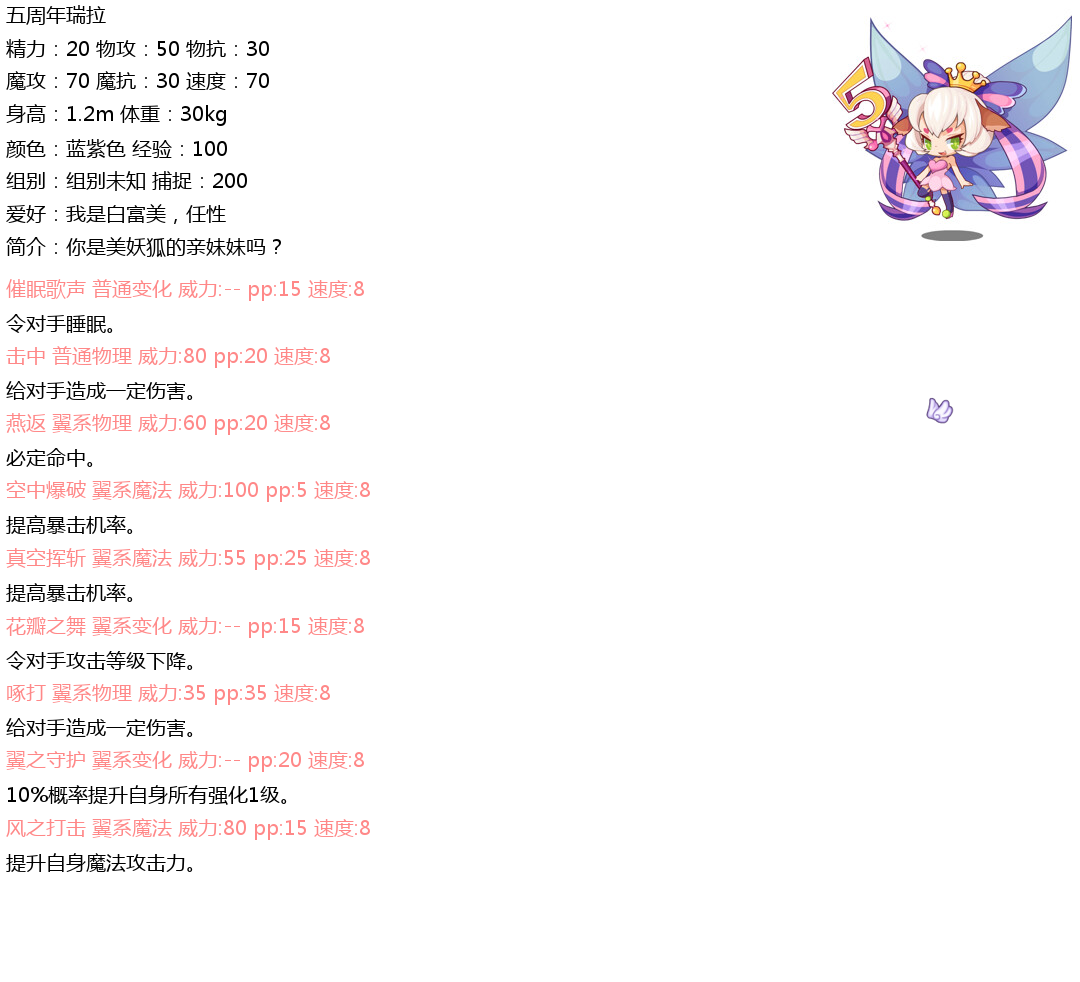 五周年瑞拉
精力：20 物攻：50 物抗：30
魔攻：70 魔抗：30 速度：70
身高：1.2m 体重：30kg
颜色：蓝紫色 经验：100
组别：组别未知 捕捉：200
爱好：我是白富美，任性
简介：你是美妖狐的亲妹妹吗？
催眠歌声 普通变化 威力:-- pp:15 速度:8
令对手睡眠。
击中 普通物理 威力:80 pp:20 速度:8
给对手造成一定伤害。
燕返 翼系物理 威力:60 pp:20 速度:8
必定命中。
空中爆破 翼系魔法 威力:100 pp:5 速度:8
提高暴击机率。
真空挥斩 翼系魔法 威力:55 pp:25 速度:8
提高暴击机率。
花瓣之舞 翼系变化 威力:-- pp:15 速度:8
令对手攻击等级下降。
啄打 翼系物理 威力:35 pp:35 速度:8
给对手造成一定伤害。
翼之守护 翼系变化 威力:-- pp:20 速度:8
10%概率提升自身所有强化1级。
风之打击 翼系魔法 威力:80 pp:15 速度:8
提升自身魔法攻击力。
5